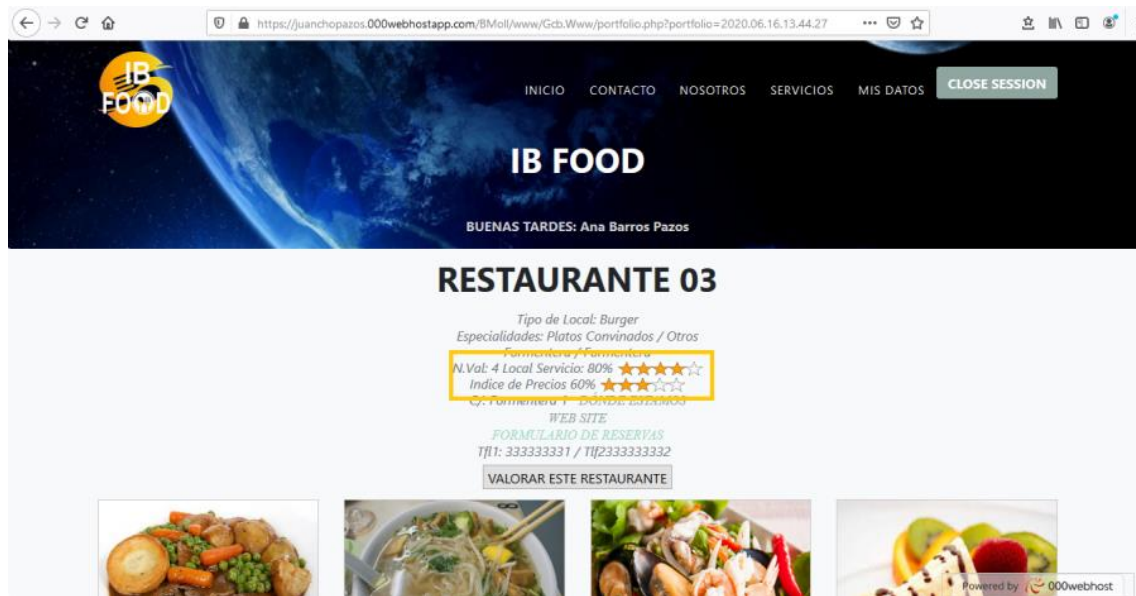 https://juanchopazos.000webhostapp.com/BMoll/www/Gcb.Www/portfolio.php?portfolio=2020.06.16.13.44.27
IB
FOOD
INICIO CONTACTO NOSOTROS SERVICIOS MIS DATOS CLOSE SESSION
IB FOOD
BUENAS TARDES: Ana Barros Pazos
RESTAURANTE 03
Tipo de Local: Burger
Especialidades: Platos Convinados / Otros
Formentera / Formentera
N.Val: 4 Local Servicio: 80%
Indice de Precios 60%
C/. Formentera 1 DÓNDE ESTAMOS
WEB SITE
FORMULARIO DE RESERVAS
Tfl1: 333333331 / Tlf2333333332
VALORAR ESTE RESTAURANTE
Powered by 000webhost